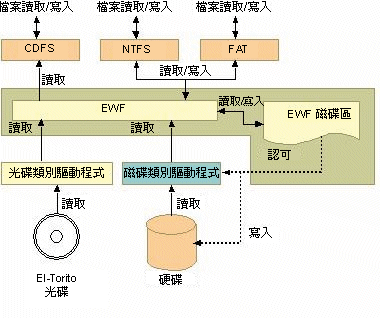 檔案讀取/寫入
檔案讀取/寫入
檔案讀取/寫入
CDFS
NTFS
FAT
讀取
讀取/寫入
EWF
讀取/寫入
EWF 磁碟區
讀取
讀取
認可
光碟類別驅動程式
磁碟類別驅動程式
讀取
讀取
寫入
El-Torito
光碟
硬碟